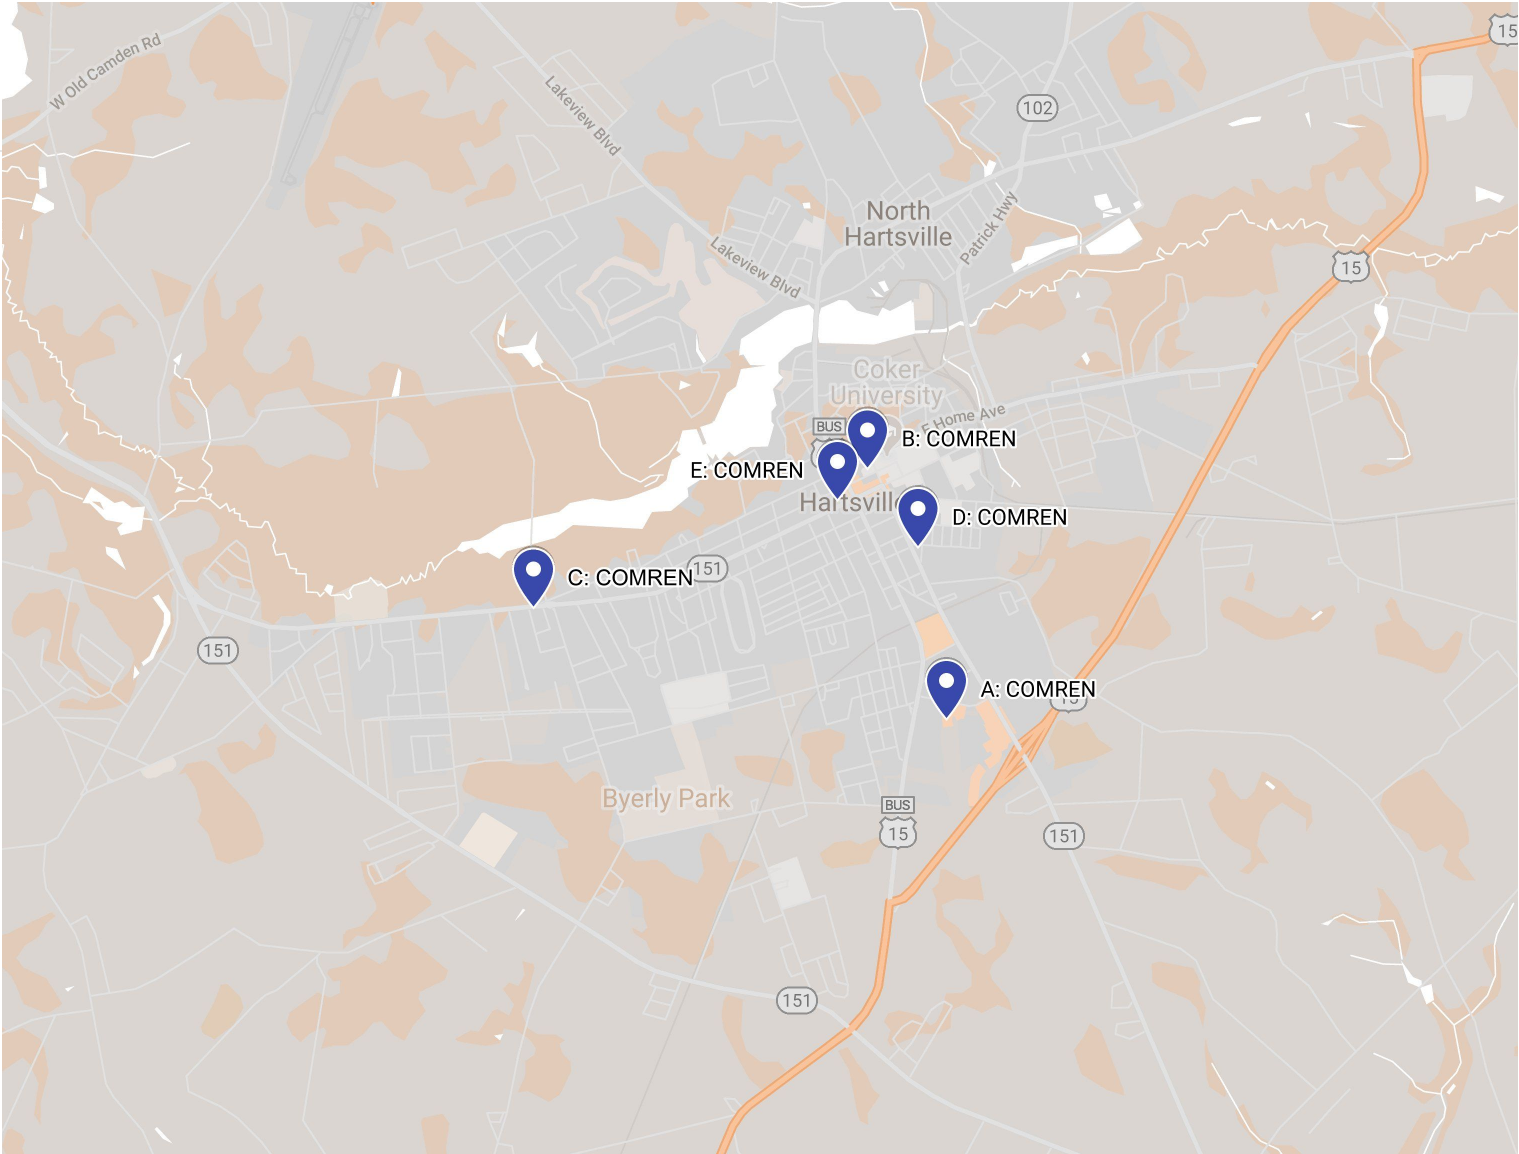 15
W Old Camden Rd
Lakeview Blvd
102
North
Hartsville
Patrick Hwy
Lakeview Blvd
15
Coker
University
E Home Ave
BUS
B: COMREN
E: COMREN
Hartsville
D: COMREN
151
C: COMREN
151
A: COMREN
15
Byerly Park
BUS
15
151
151